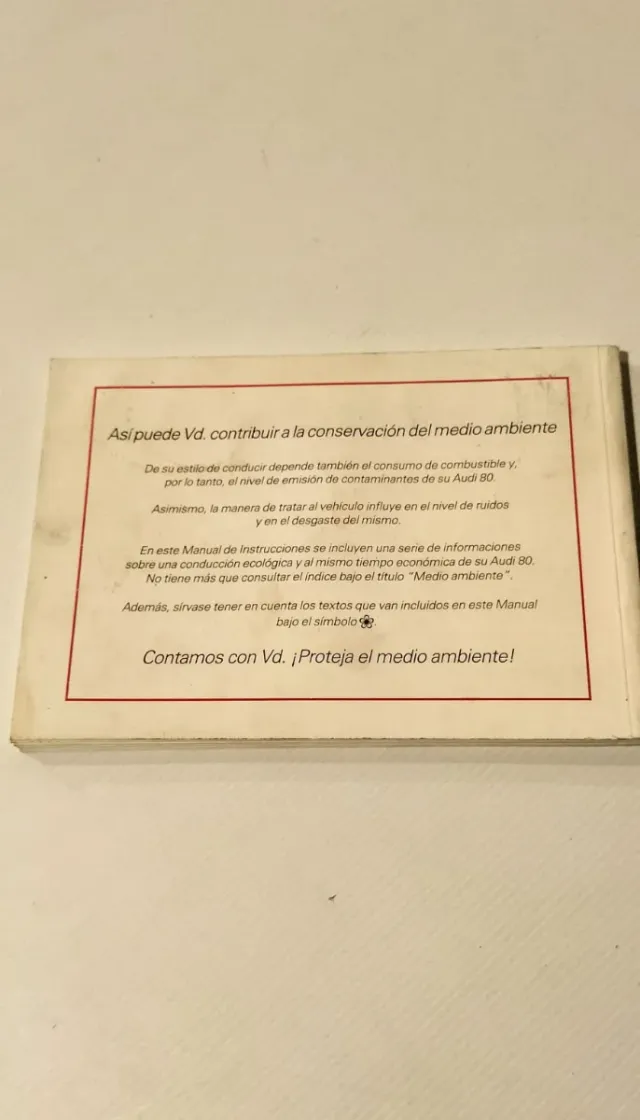 Así puede Vd. contribuir a la conservación del medio ambiente
De su estilo de conducir depende también el consumo de combustible y,
por lo tanto, el nivel de emisión de contaminantes de su Audi 80.
Asimismo, la manera de tratar al vehículo influye en el nivel de ruidos
y en el desgaste del mismo.
En este Manual de Instrucciones se incluyen una serie de informaciones
sobre una conducción ecológica y al mismo tiempo económica de su Audi 80.
No tiene más que consultar el índice bajo el título "Medio ambiente".
Además, sírvase tener en cuenta los textos que van incluidos en este Manual
bajo el símbolo ❀.
Contamos con Vd. ¡Proteja el medio ambiente!